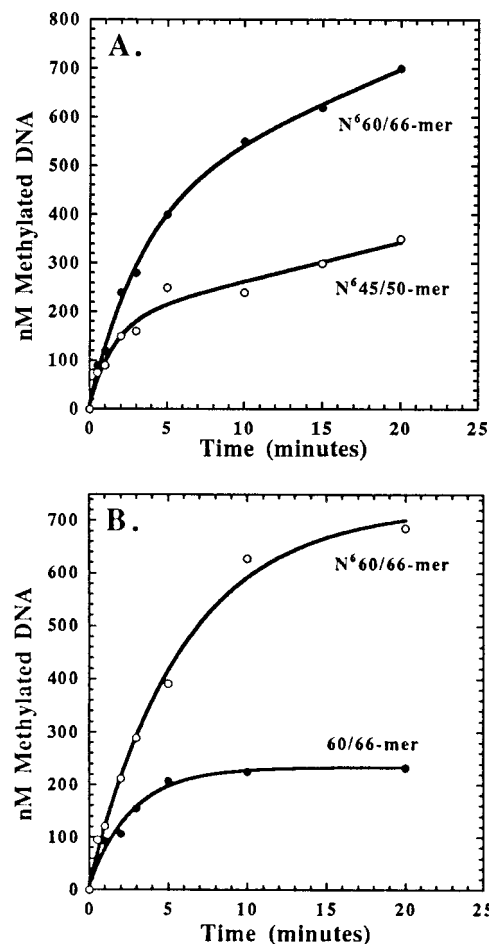 A.
800
700
600
500
400
300
200
100
0
nM Methylated DNA
N⁶60/66-mer
N⁶45/50-mer
0 5 10 15 20 25
Time (minutes)
B.
700
600
500
400
300
200
100
0
nM Methylated DNA
N⁶60/66-mer
60/66-mer
0 5 10 15 20 25
Time (minutes)